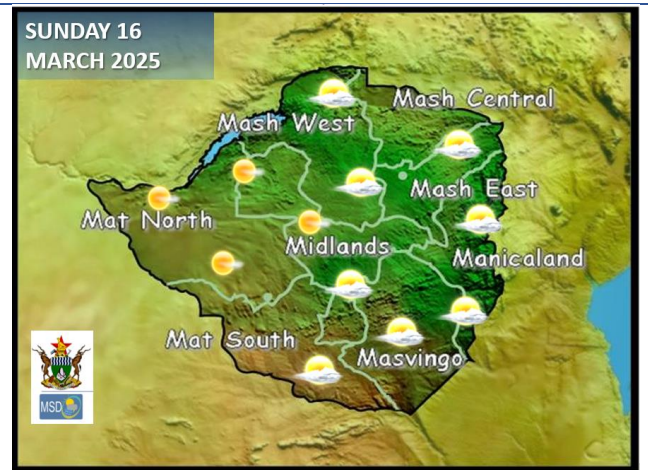 SUNDAY 16
MARCH 2025
Mash Central
Mash West
Mash East
Mat North
Midlands
Manicaland
Mat South
Masvingo
MSD